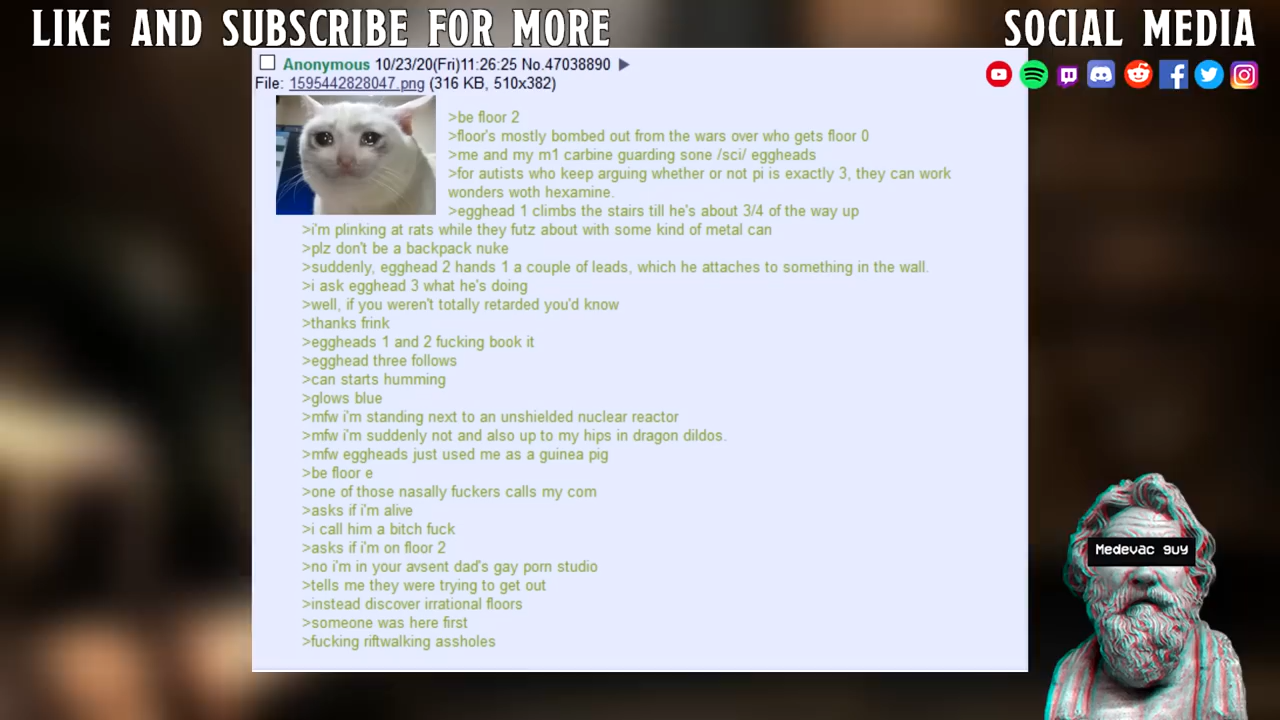 LIKE AND SUBSCRIBE FOR MORE
SOCIAL MEDIA
Anonymous 10/23/20(Fri)11:26:25 No.47038890
File: 1595442828047.png (316 KB, 510x382)
>be floor 2
>floor's mostly bombed out from the wars over who gets floor 0
>me and my m1 carbine guarding sone /sci/ eggheads
>for autists who keep arguing whether or not pi is exactly 3, they can work
wonders woth hexamine.
>egghead 1 climbs the stairs till he's about 3/4 of the way up
>i'm plinking at rats while they futz about with some kind of metal can
>plz don't be a backpack nuke
>suddenly, egghead 2 hands 1 a couple of leads, which he attaches to something in the wall.
>i ask egghead 3 what he's doing
>well, if you weren't totally retarded you'd know
>thanks frink
>eggheads 1 and 2 fucking book it
>egghead three follows
>can starts humming
>glows blue
>mfw i'm standing next to an unshielded nuclear reactor
>mfw i'm suddenly not and also up to my hips in dragon dildos.
>mfw eggheads just used me as a guinea pig
>be floor e
>one of those nasally fuckers calls my com
>asks if i'm alive
>i call him a bitch fuck
>asks if i'm on floor 2
>no i'm in your avsent dad's gay porn studio
>tells me they were trying to get out
>instead discover irrational floors
>someone was here first
>fucking riftwalking assholes
Medevac guy